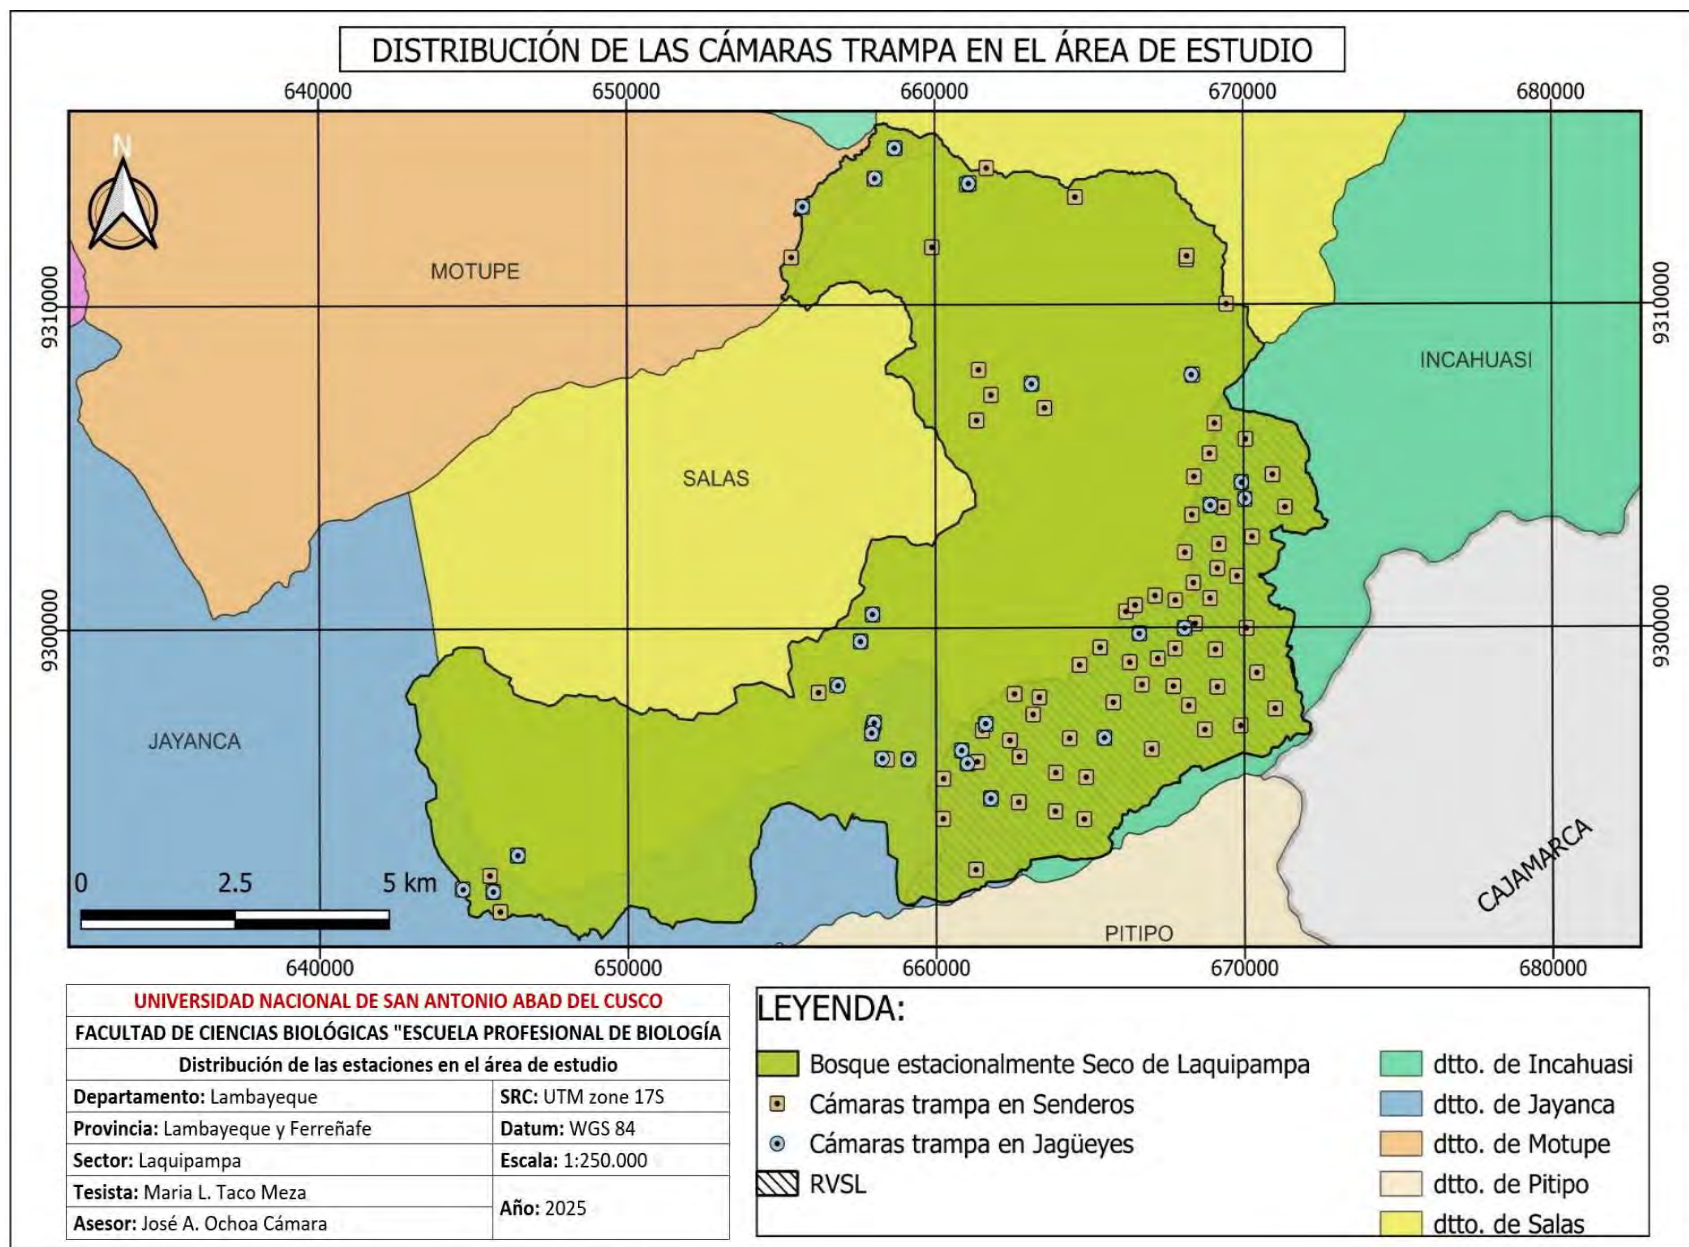 DISTRIBUCIÓN DE LAS CÁMARAS TRAMPA EN EL ÁREA DE ESTUDIO
640000 650000 660000 670000 680000
N
MOTUPE
9310000
9310000
INCAHUASI
SALAS
9300000
9300000
JAYANCA
CAJAMARCA
0 2.5 5 km
PITIPO
640000 650000 660000 670000 680000
UNIVERSIDAD NACIONAL DE SAN ANTONIO ABAD DEL CUSCO
FACULTAD DE CIENCIAS BIOLÓGICAS "ESCUELA PROFESIONAL DE BIOLOGÍA
Distribución de las estaciones en el área de estudio
Departamento: Lambayeque
SRC: UTM zone 17S
Provincia: Lambayeque y Ferreñafe
Datum: WGS 84
Sector: Laquipampa
Escala: 1:250.000
Tesista: Maria L. Taco Meza
Año: 2025
Asesor: José A. Ochoa Cámara
LEYENDA:
Bosque estacionalmente Seco de Laquipampa
Cámaras trampa en Senderos
Cámaras trampa en Jagüeyes
RVSL
dtto. de Incahuasi
dtto. de Jayanca
dtto. de Motupe
dtto. de Pitipo
dtto. de Salas